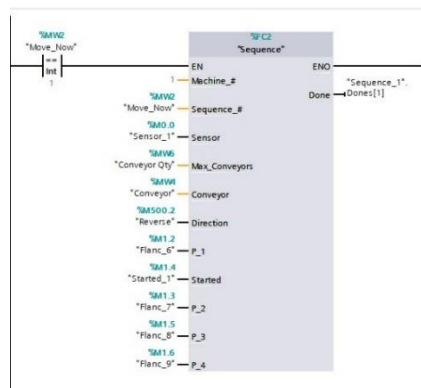 %MW2
"Move_Now"
==
Int
1
%FC2
"Sequence"
EN
ENO
1
Machine_#
"Sequence_1".
Done
Dones[1]
%MW2
"Move_Now"
Sequence_#
%M0.0
"Sensor_1"
Sensor
%MW6
"Conveyor Qty"
Max_Conveyors
%MW4
"Conveyor"
Conveyor
%M500.2
"Reverse"
Direction
%M1.2
"Flanc_6"
P_1
%M1.4
"Started_1"
Started
%M1.3
"Flanc_7"
P_2
%M1.5
"Flanc_8"
P_3
%M1.6
"Flanc_9"
P_4